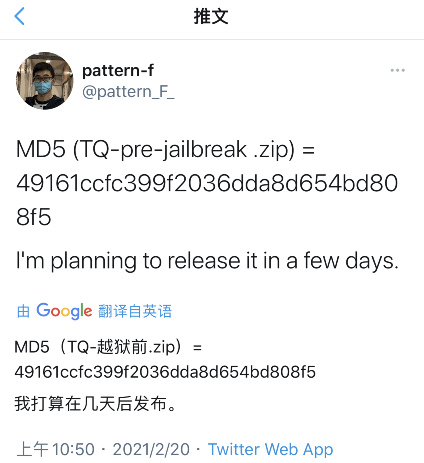 推文
pattern-f
@pattern_F_
MD5 (TQ-pre-jailbreak .zip) =
49161ccfc399f2036dda8d654bd80
8f5
I'm planning to release it in a few days.
由 Google 翻译自英语
MD5（TQ-越狱前.zip）=
49161ccfc399f2036dda8d654bd808f5
我打算在几天后发布。
上午10:50 · 2021/2/20 · Twitter Web App